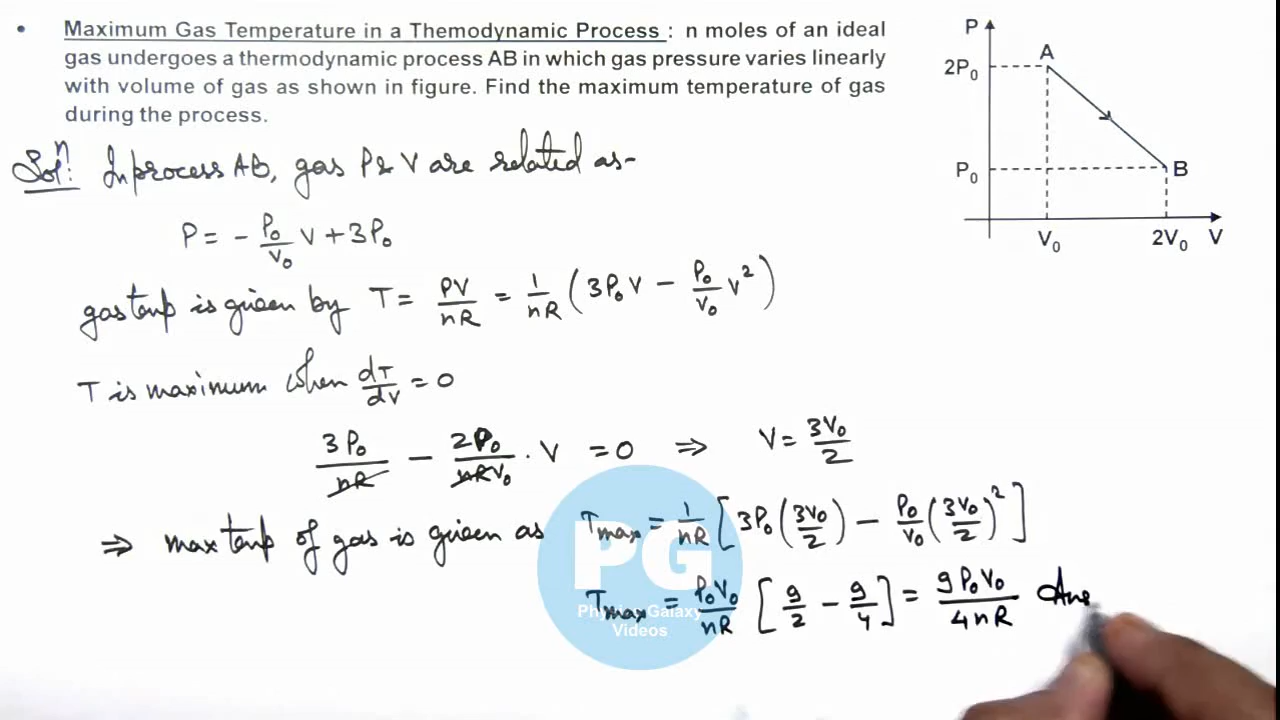 • Maximum Gas Temperature in a Themodynamic Process : n moles of an ideal
gas undergoes a thermodynamic process AB in which gas pressure varies linearly
with volume of gas as shown in figure. Find the maximum temperature of gas
during the process.
P
A
2P₀
P₀
B
V₀
2V₀
V
Solⁿ: In process AB, gas P & V are related as-
P = - P₀/V₀ V + 3P₀
gas temp is given by T = PV/nR = 1/nR (3P₀V - P₀/V₀ V²)
T is maximum when dT/dV = 0
3P₀/nR - 2P₀/nRV₀ · V = 0 ⇒ V = 3V₀/2
⇒ max temp of gas is given as Tmax = 1/nR [3P₀(3V₀/2) - P₀/V₀(3V₀/2)²]
Tmax = P₀V₀/nR [9/2 - 9/4] = 9P₀V₀/4nR Ans
PG
Physics Galaxy
Videos